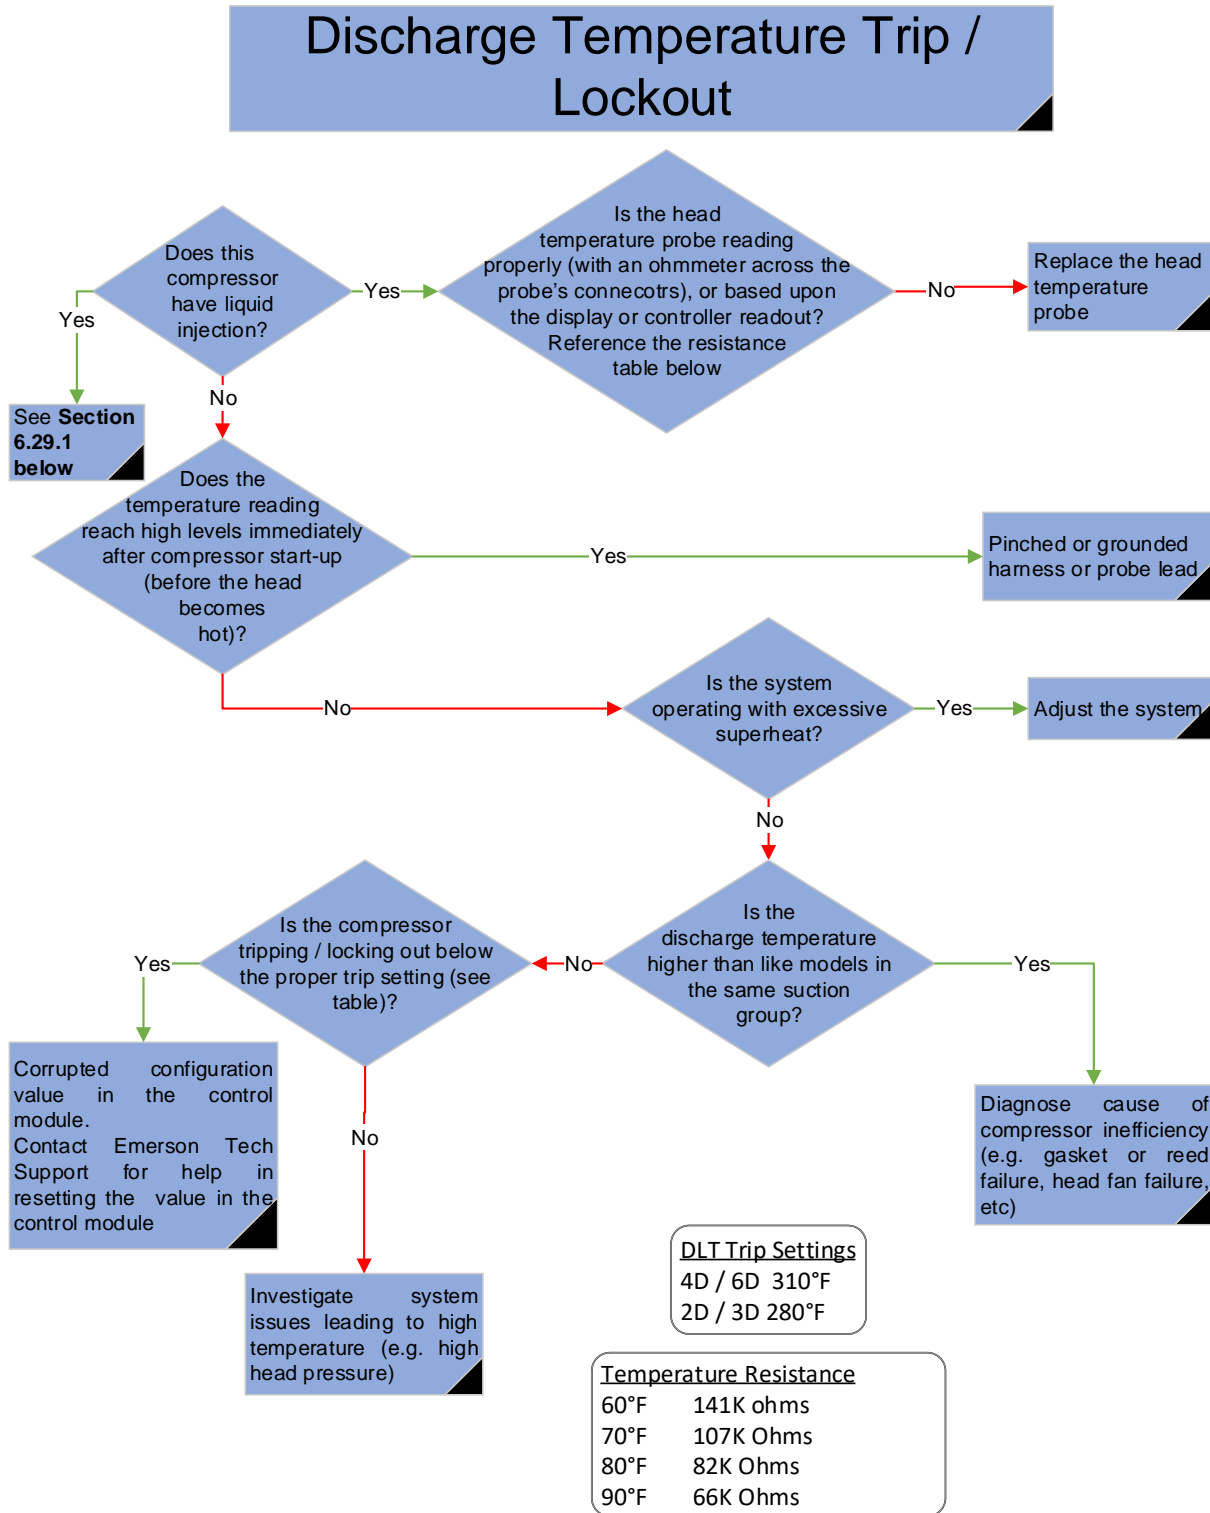 Discharge Temperature Trip /
Lockout
Does this
compressor
have liquid
injection?
Yes
Yes
No
See Section
6.29.1
below
Is the head
temperature probe reading
properly (with an ohmmeter across the
probe's connecotrs), or based upon
the display or controller readout?
Reference the resistance
table below
No
Replace the head
temperature
probe
Does the
temperature reading
reach high levels immediately
after compressor start-up
(before the head
becomes
hot)?
Yes
Pinched or grounded
harness or probe lead
No
Is the system
operating with excessive
superheat?
Yes
Adjust the system
No
Is the
discharge temperature
higher than like models in
the same suction
group?
Yes
No
Is the compressor
tripping / locking out below
the proper trip setting (see
table)?
Yes
No
Corrupted configuration
value in the control
module.
Contact Emerson Tech
Support for help in
resetting the value in the
control module
Diagnose cause of
compressor inefficiency
(e.g. gasket or reed
failure, head fan failure,
etc)
Investigate system
issues leading to high
temperature (e.g. high
head pressure)
DLT Trip Settings
4D / 6D 310°F
2D / 3D 280°F
Temperature Resistance
60°F 141K ohms
70°F 107K Ohms
80°F 82K Ohms
90°F 66K Ohms